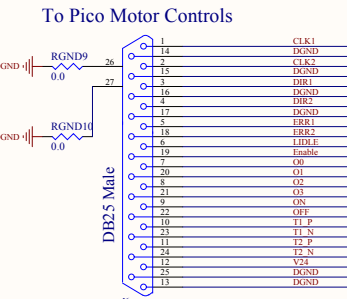 To Pico Motor Controls
RGND9
GND
0.0
26
27
RGND10
GND
0.0
DB25 Male
1 CLK1
14 DGND
2 CLK2
15 DGND
3 DIR1
16 DGND
4 DIR2
17 DGND
5 ERR1
18 ERR2
6 LIDLE
19 Enable
7 O0
20 O1
8 O2
21 O3
9 ON
22 OFF
10 T1_P
23 T1_N
11 T2_P
24 T2_N
12 V24
25 DGND
13 DGND